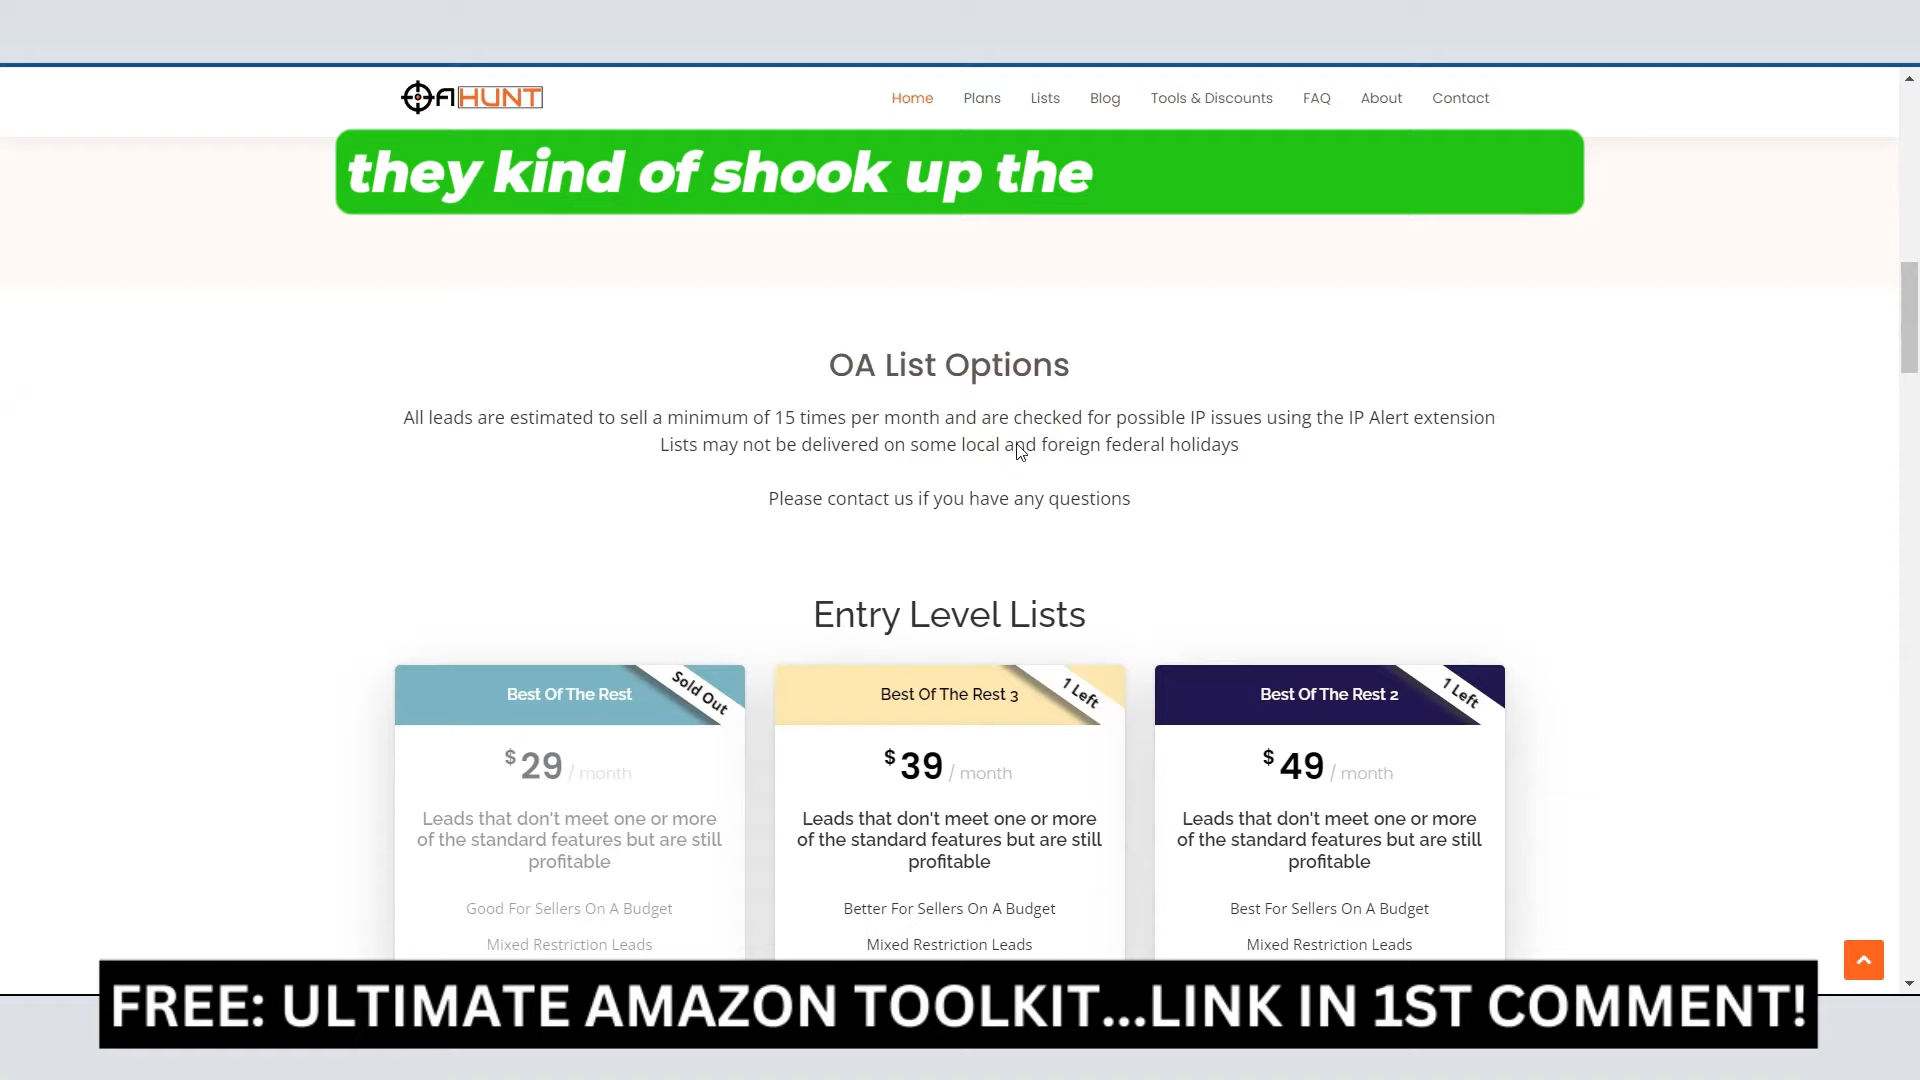 OAHUNT
Home Plans Lists Blog Tools & Discounts FAQ About Contact
they kind of shook up the
OA List Options
All leads are estimated to sell a minimum of 15 times per month and are checked for possible IP issues using the IP Alert extension
Lists may not be delivered on some local and foreign federal holidays
Please contact us if you have any questions
Entry Level Lists
Best Of The Rest
Sold Out
$29 / month
Leads that don't meet one or more
of the standard features but are still
profitable
Good For Sellers On A Budget
Mixed Restriction Leads
Best Of The Rest 3
1 Left
$39 / month
Leads that don't meet one or more
of the standard features but are still
profitable
Better For Sellers On A Budget
Mixed Restriction Leads
Best Of The Rest 2
1 Left
$49 / month
Leads that don't meet one or more
of the standard features but are still
profitable
Best For Sellers On A Budget
Mixed Restriction Leads
FREE: ULTIMATE AMAZON TOOLKIT...LINK IN 1ST COMMENT!